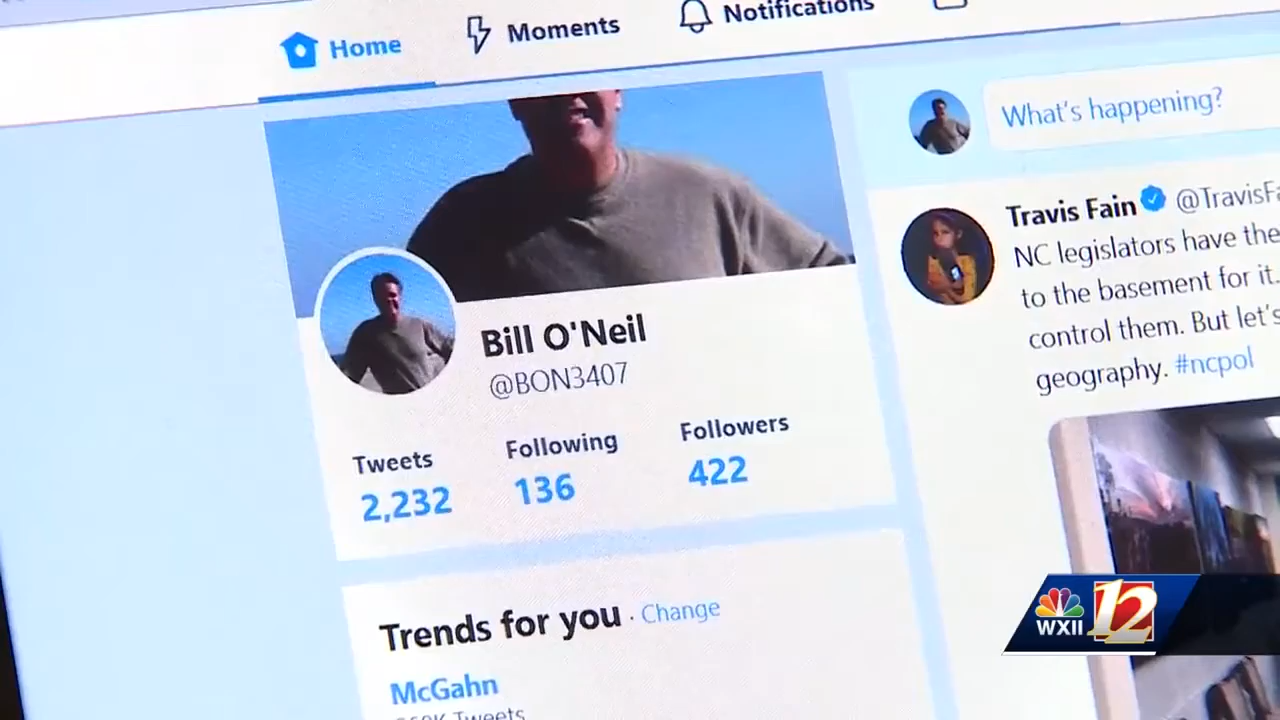 Home
Moments
Notifications
What's happening?
Bill O'Neil
@BON3407
Tweets
Following
Followers
2,232
136
422
Travis Fain
NC legislators have the
to the basement for it.
control them. But let's
geography. #ncpol
Trends for you · Change
McGahn
Tweets
WXII 12